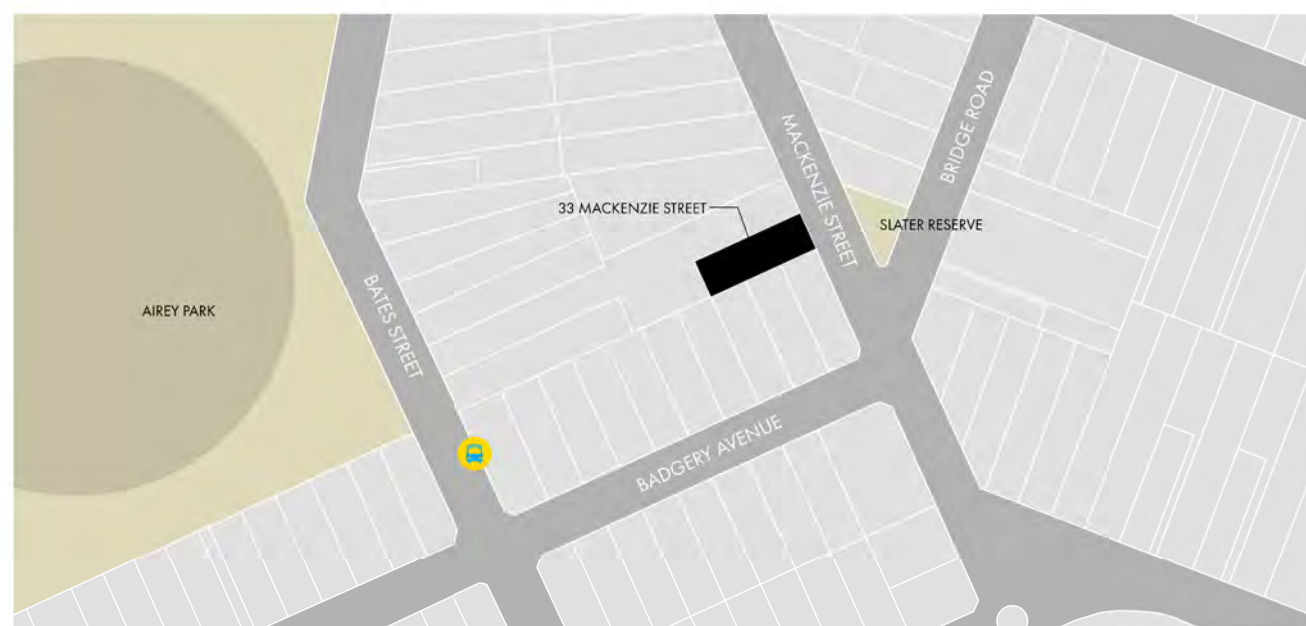 MACKENZIE STREET
BRIDGE ROAD
33 MACKENZIE STREET
SLATER RESERVE
BATES STREET
AIREY PARK
BADGERY AVENUE